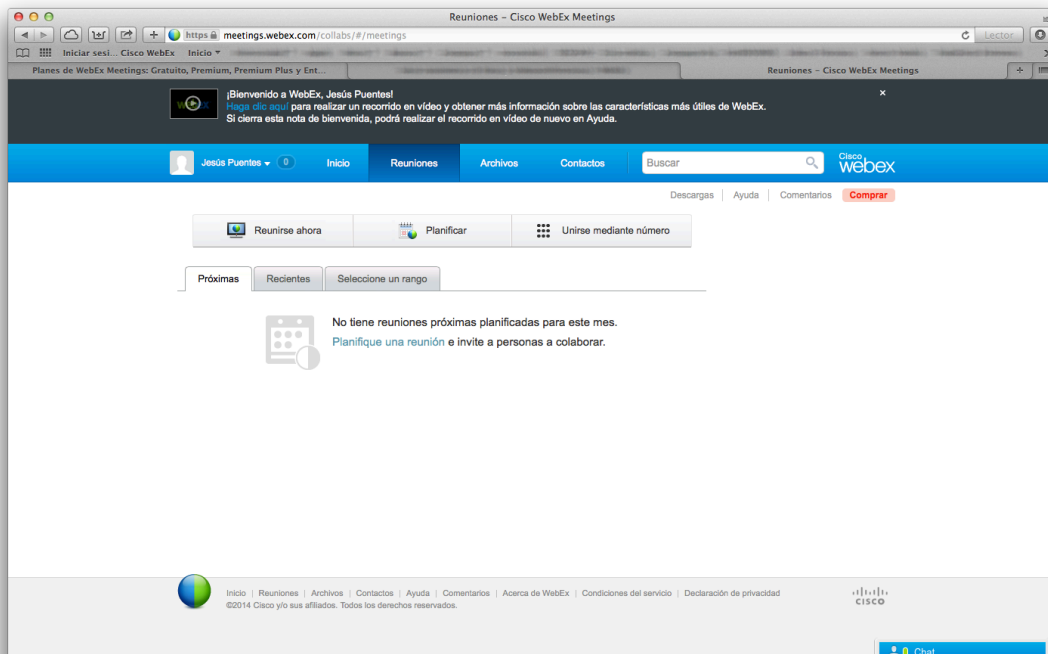 Reuniones – Cisco WebEx Meetings
https meetings.webex.com/collabs/#/meetings
Lector
Iniciar sesi... Cisco WebEx Inicio
Planes de WebEx Meetings: Gratuito, Premium, Premium Plus y Ent...
Reuniones – Cisco WebEx Meetings
¡Bienvenido a WebEx, Jesús Puentes!
Haga clic aquí para realizar un recorrido en vídeo y obtener más información sobre las características más útiles de WebEx.
Si cierra esta nota de bienvenida, podrá realizar el recorrido en vídeo de nuevo en Ayuda.
Jesús Puentes 0 Inicio Reuniones Archivos Contactos Buscar Cisco webex
Descargas Ayuda Comentarios Comprar
Reunirse ahora Planificar Unirse mediante número
Próximas Recientes Seleccione un rango
No tiene reuniones próximas planificadas para este mes.
Planifique una reunión e invite a personas a colaborar.
Inicio | Reuniones | Archivos | Contactos | Ayuda | Comentarios | Acerca de WebEx | Condiciones del servicio | Declaración de privacidad
©2014 Cisco y/o sus afiliados. Todos los derechos reservados.
CISCO
Chat